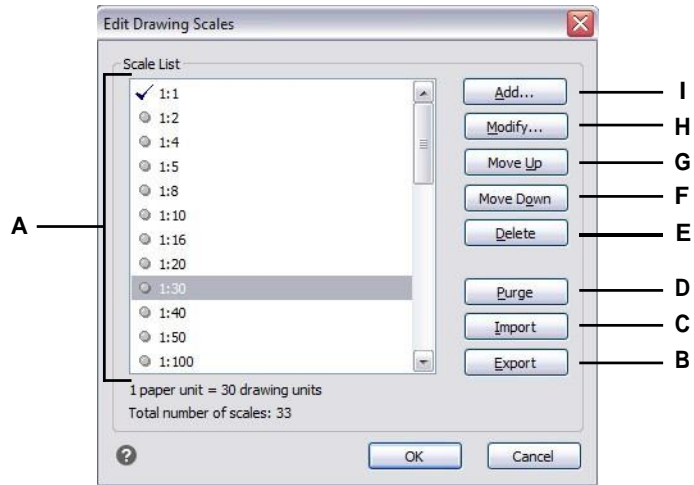 Edit Drawing Scales
Scale List
1:1
1:2
1:4
1:5
1:8
1:10
1:16
1:20
1:30
1:40
1:50
1:100
1 paper unit = 30 drawing units
Total number of scales: 33
Add...
Modify...
Move Up
Move Down
Delete
Purge
Import
Export
?
OK
Cancel
A
I
H
G
F
E
D
C
B